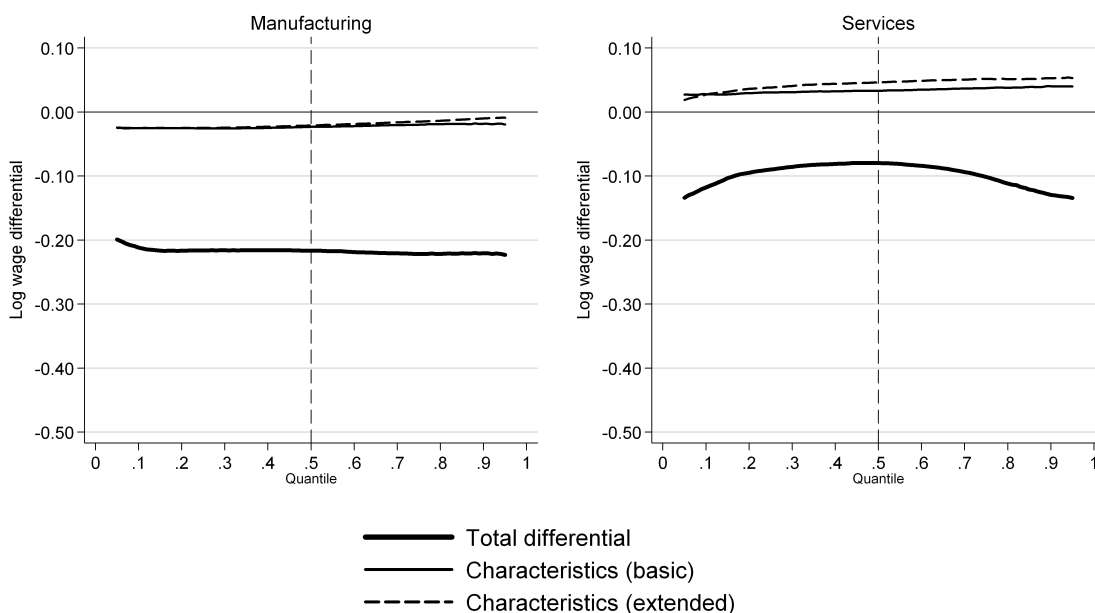 Manufacturing
0.10
0.00
-0.10
-0.20
-0.30
-0.40
-0.50
Log wage differential
0 .1 .2 .3 .4 .5 .6 .7 .8 .9 1
Quantile
Services
0.10
0.00
-0.10
-0.20
-0.30
-0.40
-0.50
Log wage differential
0 .1 .2 .3 .4 .5 .6 .7 .8 .9 1
Quantile
Total differential
Characteristics (basic)
Characteristics (extended)